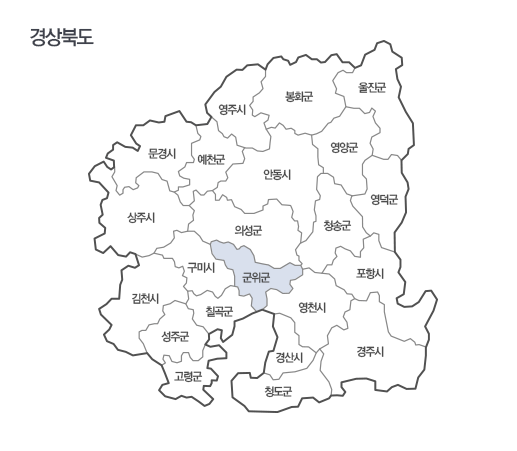 경상북도
울진군
봉화군
영주시
문경시
예천군
영양군
안동시
영덕군
상주시
청송군
의성군
구미시
군위군
포항시
김천시
칠곡군
영천시
성주군
경산시
경주시
고령군
청도군